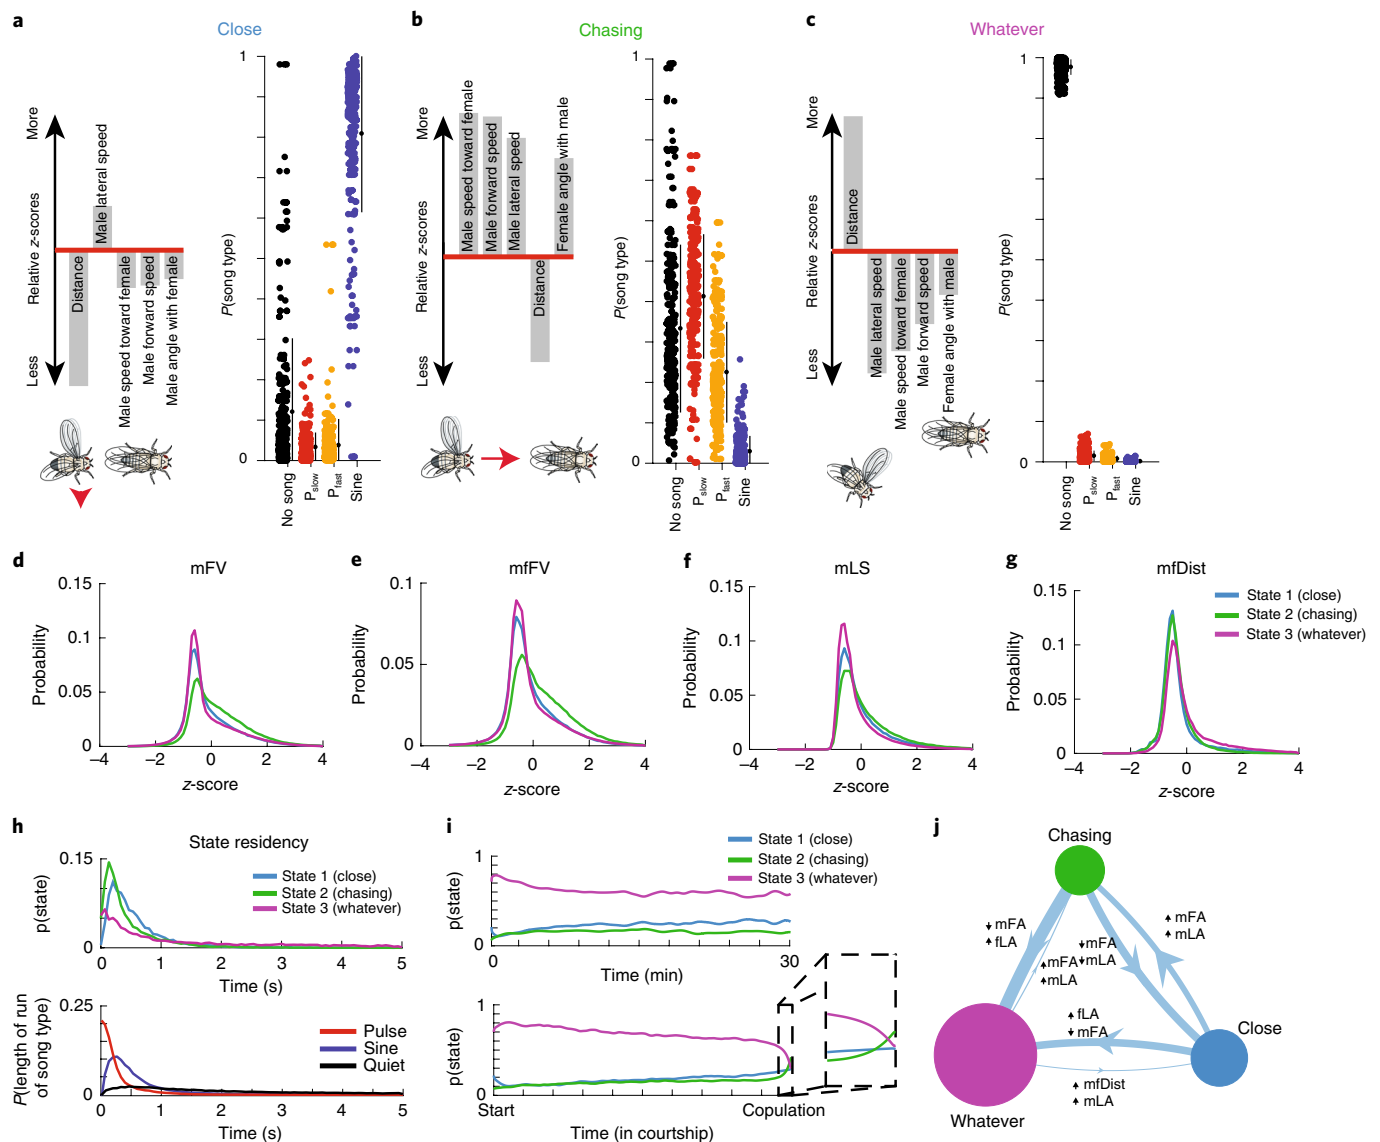 a
Close
More
Relative z-scores
Less
Distance
Male lateral speed
Male speed toward female
Male forward speed
Male angle with female
P(song type)
1
0
No song
Pslow
Pfast
Sine
b
Chasing
More
Relative z-scores
Less
Male speed toward female
Male forward speed
Male lateral speed
Distance
Female angle with male
P(song type)
1
0
No song
Pslow
Pfast
Sine
c
Whatever
More
Relative z-scores
Less
Distance
Male lateral speed
Male speed toward female
Male forward speed
Female angle with male
P(song type)
1
0
No song
Pslow
Pfast
Sine
d
mFV
Probability
0.15
0.10
0.05
0
–4 –2 0 2 4
z-score
e
mfFV
Probability
0.1
0.05
0
–4 –2 0 2 4
z-score
f
mLS
Probability
0.15
0.10
0.05
0
–4 –2 0 2 4
z-score
g
mfDist
Probability
0.15
0.10
0.05
0
–4 –2 0 2 4
z-score
State 1 (close)
State 2 (chasing)
State 3 (whatever)
h
State residency
p(state)
0.15
0
State 1 (close)
State 2 (chasing)
State 3 (whatever)
0 1 2 3 4 5
Time (s)
P(length of run
of song type)
0.25
0
Pulse
Sine
Quiet
0 1 2 3 4 5
Time (s)
i
State 1 (close)
State 2 (chasing)
State 3 (whatever)
p(state)
1
0
0 30
Time (min)
p(state)
1
0
Start Copulation
Time (in courtship)
j
Chasing
mFA
fLA
mFA
mLA
mFA
mLA
mFA
mLA
fLA
mFA
Close
mfDist
mLA
Whatever